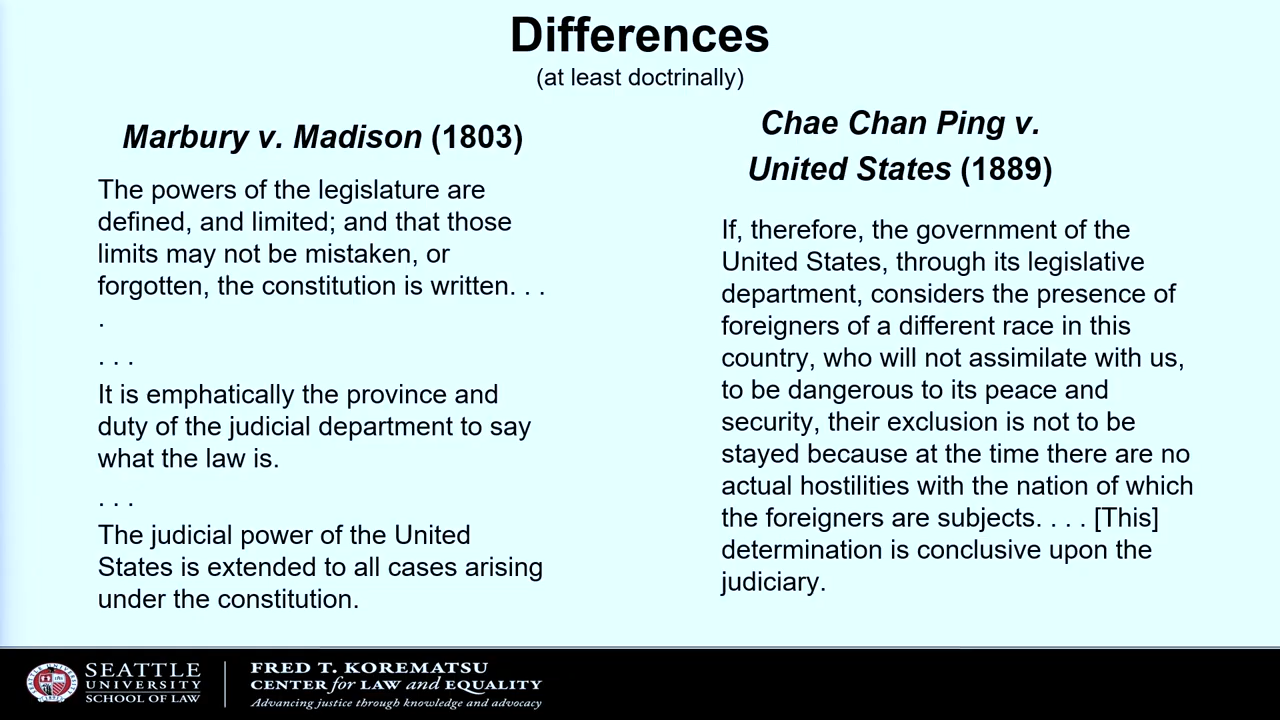 Differences
(at least doctrinally)
Marbury v. Madison (1803)
The powers of the legislature are
defined, and limited; and that those
limits may not be mistaken, or
forgotten, the constitution is written. . .
.
. . .
It is emphatically the province and
duty of the judicial department to say
what the law is.
. . .
The judicial power of the United
States is extended to all cases arising
under the constitution.
Chae Chan Ping v.
United States (1889)
If, therefore, the government of the
United States, through its legislative
department, considers the presence of
foreigners of a different race in this
country, who will not assimilate with us,
to be dangerous to its peace and
security, their exclusion is not to be
stayed because at the time there are no
actual hostilities with the nation of which
the foreigners are subjects. . . . [This]
determination is conclusive upon the
judiciary.
SEATTLE
UNIVERSITY
SCHOOL OF LAW
FRED T. KOREMATSU
CENTER for LAW and EQUALITY
Advancing justice through knowledge and advocacy